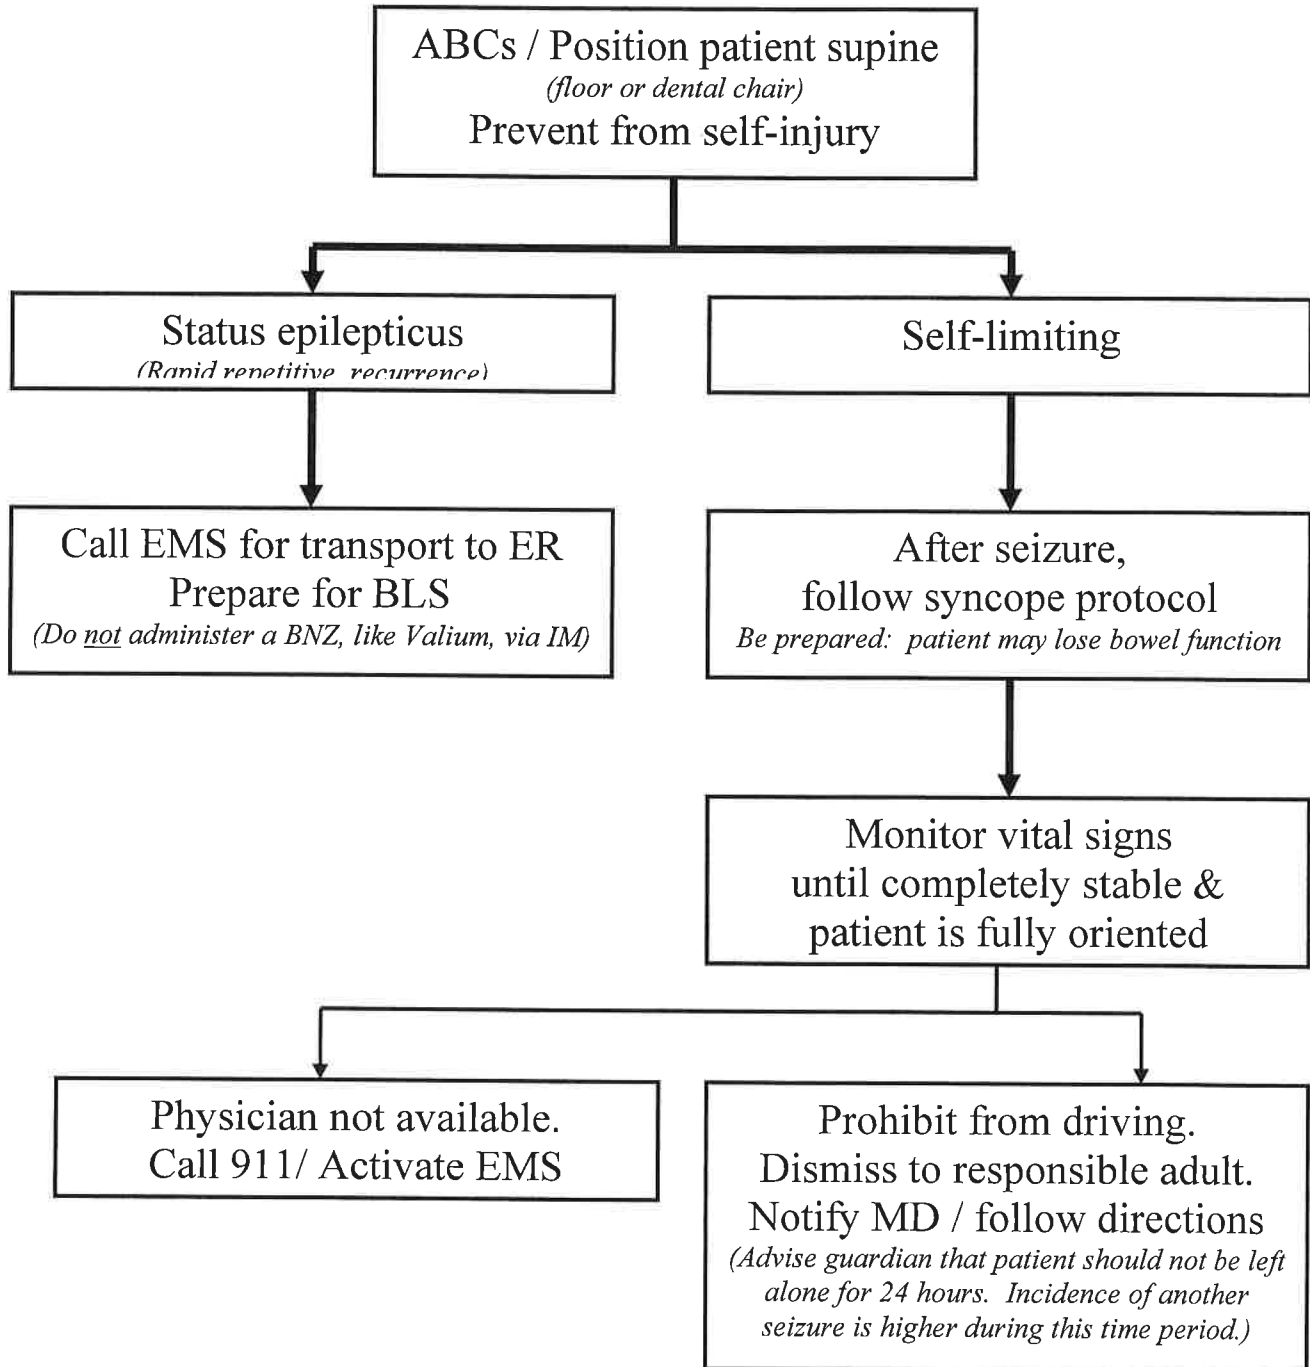 ABCs / Position patient supine
(floor or dental chair)
Prevent from self-injury
Status epilepticus
(Rapid repetitive recurrence)
Self-limiting
Call EMS for transport to ER
Prepare for BLS
(Do not administer a BNZ, like Valium, via IM)
After seizure,
follow syncope protocol
Be prepared: patient may lose bowel function
Monitor vital signs
until completely stable &
patient is fully oriented
Physician not available.
Call 911/ Activate EMS
Prohibit from driving.
Dismiss to responsible adult.
Notify MD / follow directions
(Advise guardian that patient should not be left
alone for 24 hours. Incidence of another
seizure is higher during this time period.)